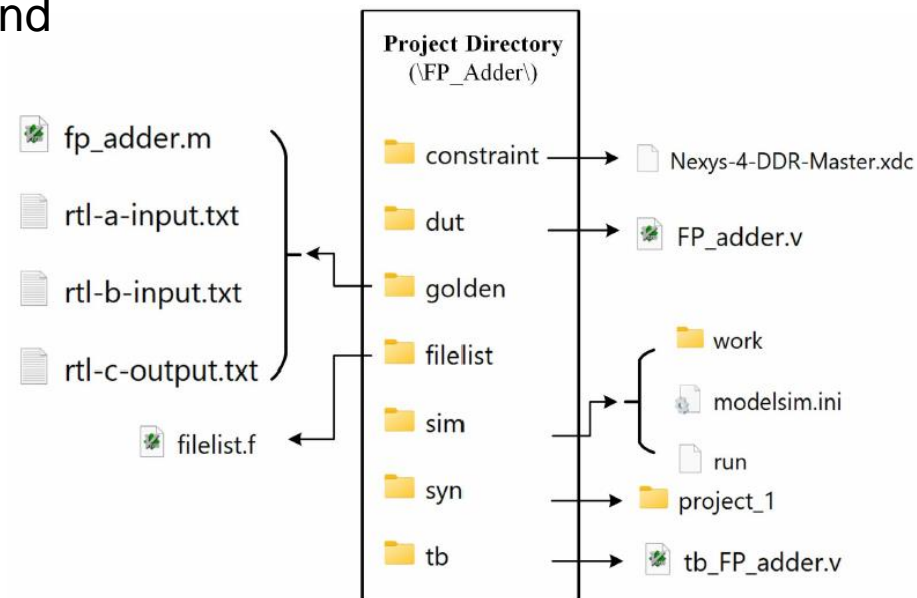 nd
Project Directory
(\FP_Adder\)
fp_adder.m
rtl-a-input.txt
rtl-b-input.txt
rtl-c-output.txt
filelist.f
constraint
dut
golden
filelist
sim
syn
tb
Nexys-4-DDR-Master.xdc
FP_adder.v
work
modelsim.ini
run
project_1
tb_FP_adder.v